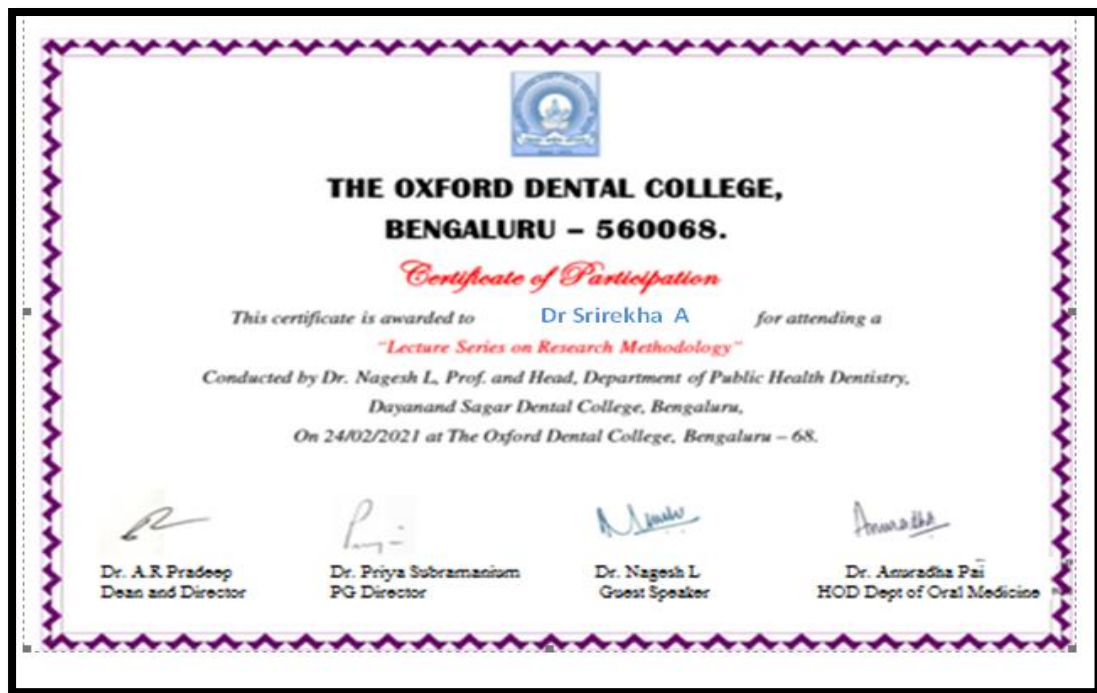 THE OXFORD DENTAL COLLEGE,
BENGALURU – 560068.
Certificate of Participation
This certificate is awarded to Dr Srirekha A for attending a
"Lecture Series on Research Methodology"
Conducted by Dr. Nagesh L, Prof. and Head, Department of Public Health Dentistry,
Dayanand Sagar Dental College, Bengaluru,
On 24/02/2021 at The Oxford Dental College, Bengaluru – 68.
Anuradha
Dr. A.R Pradeep Dr. Priya Subramanium Dr. Nagesh L Dr. Anuradha Pai
Dean and Director PG Director Guest Speaker HOD Dept of Oral Medicine